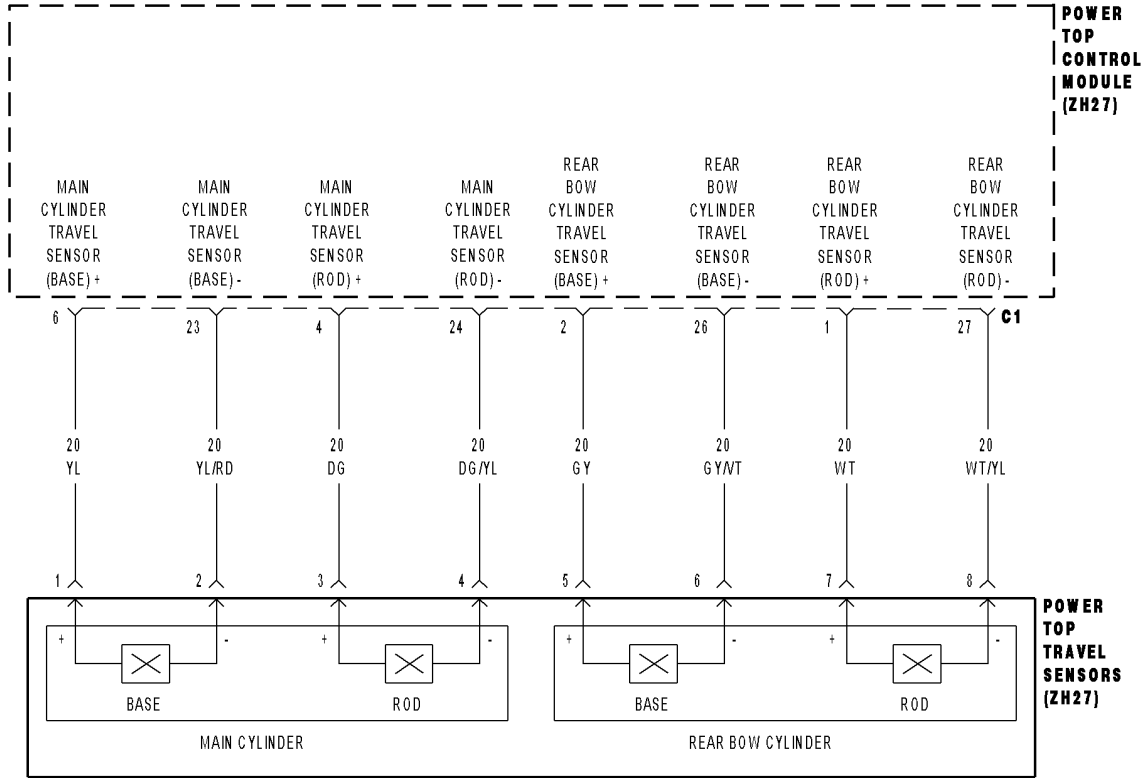 POWER
TOP
CONTROL
MODULE
(ZH27)
MAIN
CYLINDER
TRAVEL
SENSOR
(BASE) +
MAIN
CYLINDER
TRAVEL
SENSOR
(BASE) -
MAIN
CYLINDER
TRAVEL
SENSOR
(ROD) +
MAIN
CYLINDER
TRAVEL
SENSOR
(ROD) -
REAR
BOW
CYLINDER
TRAVEL
SENSOR
(BASE) +
REAR
BOW
CYLINDER
TRAVEL
SENSOR
(BASE) -
REAR
BOW
CYLINDER
TRAVEL
SENSOR
(ROD) +
REAR
BOW
CYLINDER
TRAVEL
SENSOR
(ROD) -
6 23 4 24 2 26 1 27 C1
20 20 20 20 20 20 20 20
YL YL/RD DG DG/YL GY GY/VT WT WT/YL
1 2 3 4 5 6 7 8
POWER
TOP
TRAVEL
SENSORS
(ZH27)
+ - + - + - + -
BASE ROD BASE ROD
MAIN CYLINDER REAR BOW CYLINDER